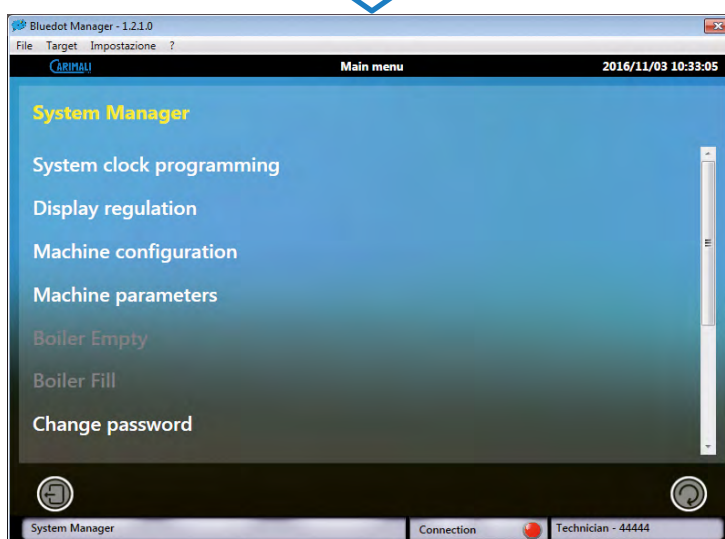 Bluedot Manager - 1.2.1.0
File Target Impostazione ?
CARIMALI Main menu 2016/11/03 10:33:05
System Manager
System clock programming
Display regulation
Machine configuration
Machine parameters
Boiler Empty
Boiler Fill
Change password
System Manager Connection Technician - 44444